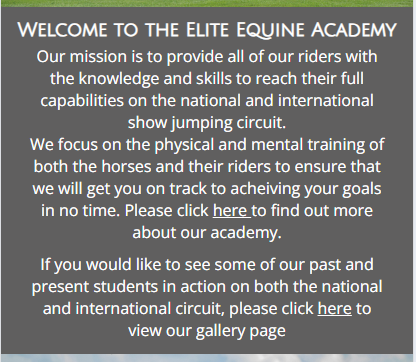 Welcome to the Elite Equine Academy
Our mission is to provide all of our riders with
the knowledge and skills to reach their full
capabilities on the national and international
show jumping circuit.
We focus on the physical and mental training of
both the horses and their riders to ensure that
we will get you on track to acheiving your goals
in no time. Please click here to find out more
about our academy.
If you would like to see some of our past and
present students in action on both the national
and international circuit, please click here to
view our gallery page